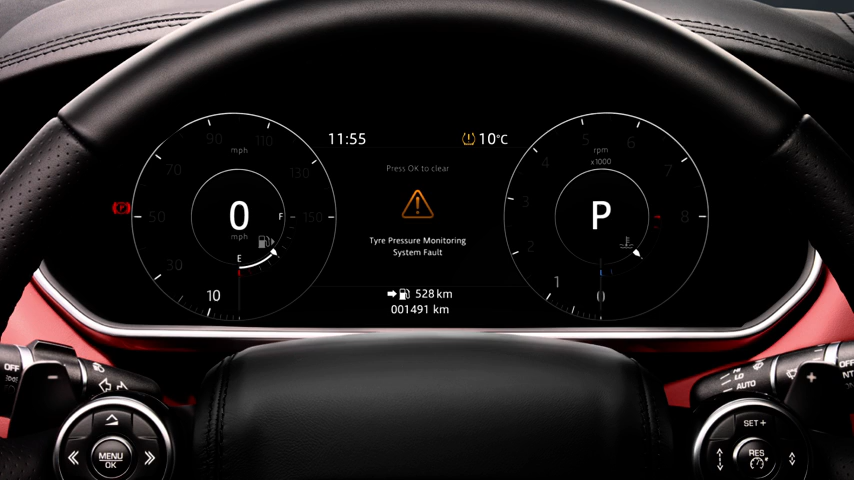 11:55
10°C
90
110
mph
70
130
50
0
F
150
mph
E
30
10
Press OK to clear
Tyre Pressure Monitoring
System Fault
528 km
001491 km
5
6
rpm
x1000
4
7
3
P
8
2
1
0
P
OFF
MENU
OK
LO
AUTO
OFF
INT
SET+
RES